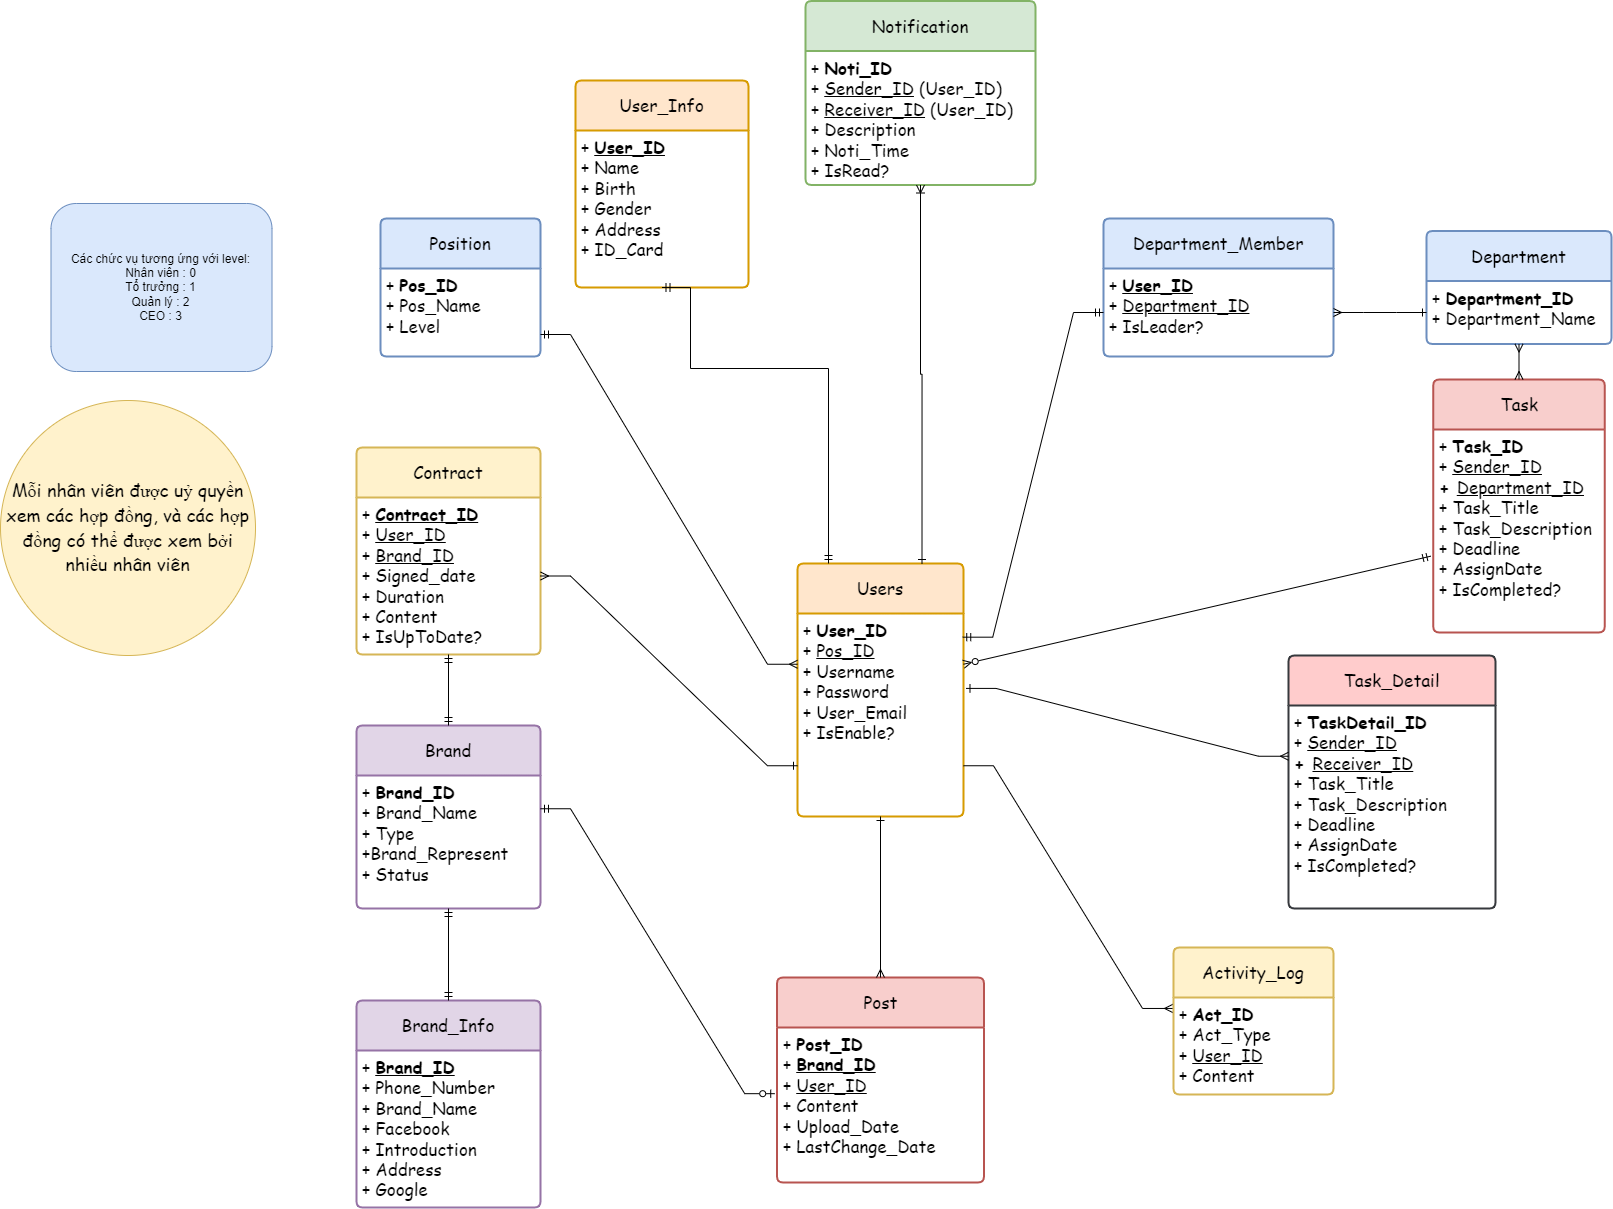 Notification
+ Noti_ID
+ Sender_ID (User_ID)
+ Receiver_ID (User_ID)
+ Description
+ Noti_Time
+ IsRead?
User_Info
+ User_ID
+ Name
+ Birth
+ Gender
+ Address
+ ID_Card
Các chức vụ tương ứng với level:
Nhân viên : 0
Tổ trưởng : 1
Quản lý : 2
CEO : 3
Position
+ Pos_ID
+ Pos_Name
+ Level
Department_Member
+ User_ID
+ Department_ID
+ IsLeader?
Department
+ Department_ID
+ Department_Name
Task
+ Task_ID
+ Sender_ID
+ Department_ID
+ Task_Title
+ Task_Description
+ Deadline
+ AssignDate
+ IsCompleted?
Mỗi nhân viên được uỷ quyền
xem các hợp đồng, và các hợp
đồng có thể được xem bởi
nhiều nhân viên
Contract
+ Contract_ID
+ User_ID
+ Brand_ID
+ Signed_date
+ Duration
+ Content
+ IsUpToDate?
Users
+ User_ID
+ Pos_ID
+ Username
+ Password
+ User_Email
+ IsEnable?
Task_Detail
+ TaskDetail_ID
+ Sender_ID
+ Receiver_ID
+ Task_Title
+ Task_Description
+ Deadline
+ AssignDate
+ IsCompleted?
Brand
+ Brand_ID
+ Brand_Name
+ Type
+Brand_Represent
+ Status
Activity_Log
+ Act_ID
+ Act_Type
+ User_ID
+ Content
Post
+ Post_ID
+ Brand_ID
+ User_ID
+ Content
+ Upload_Date
+ LastChange_Date
Brand_Info
+ Brand_ID
+ Phone_Number
+ Brand_Name
+ Facebook
+ Introduction
+ Address
+ Google